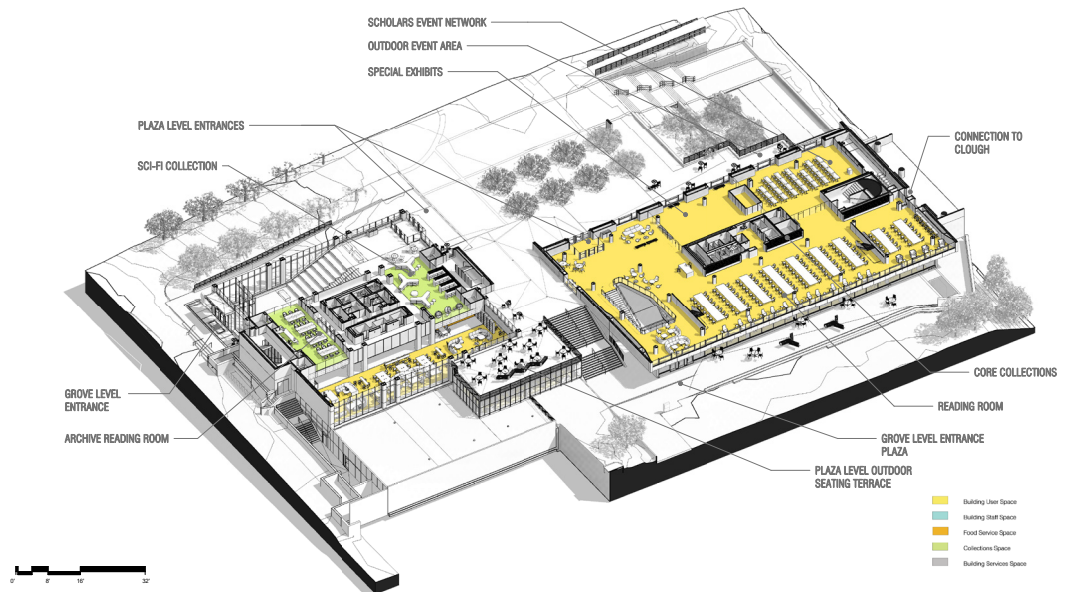 SCHOLARS EVENT NETWORK
OUTDOOR EVENT AREA
SPECIAL EXHIBITS
PLAZA LEVEL ENTRANCES
SCI-FI COLLECTION
CONNECTION TO
CLOUGH
GROVE LEVEL
ENTRANCE
ARCHIVE READING ROOM
CORE COLLECTIONS
READING ROOM
GROVE LEVEL ENTRANCE
PLAZA
PLAZA LEVEL OUTDOOR
SEATING TERRACE
Building User Space
Building Staff Space
Food Service Space
Collections Space
Building Services Space
0' 8' 16' 32'